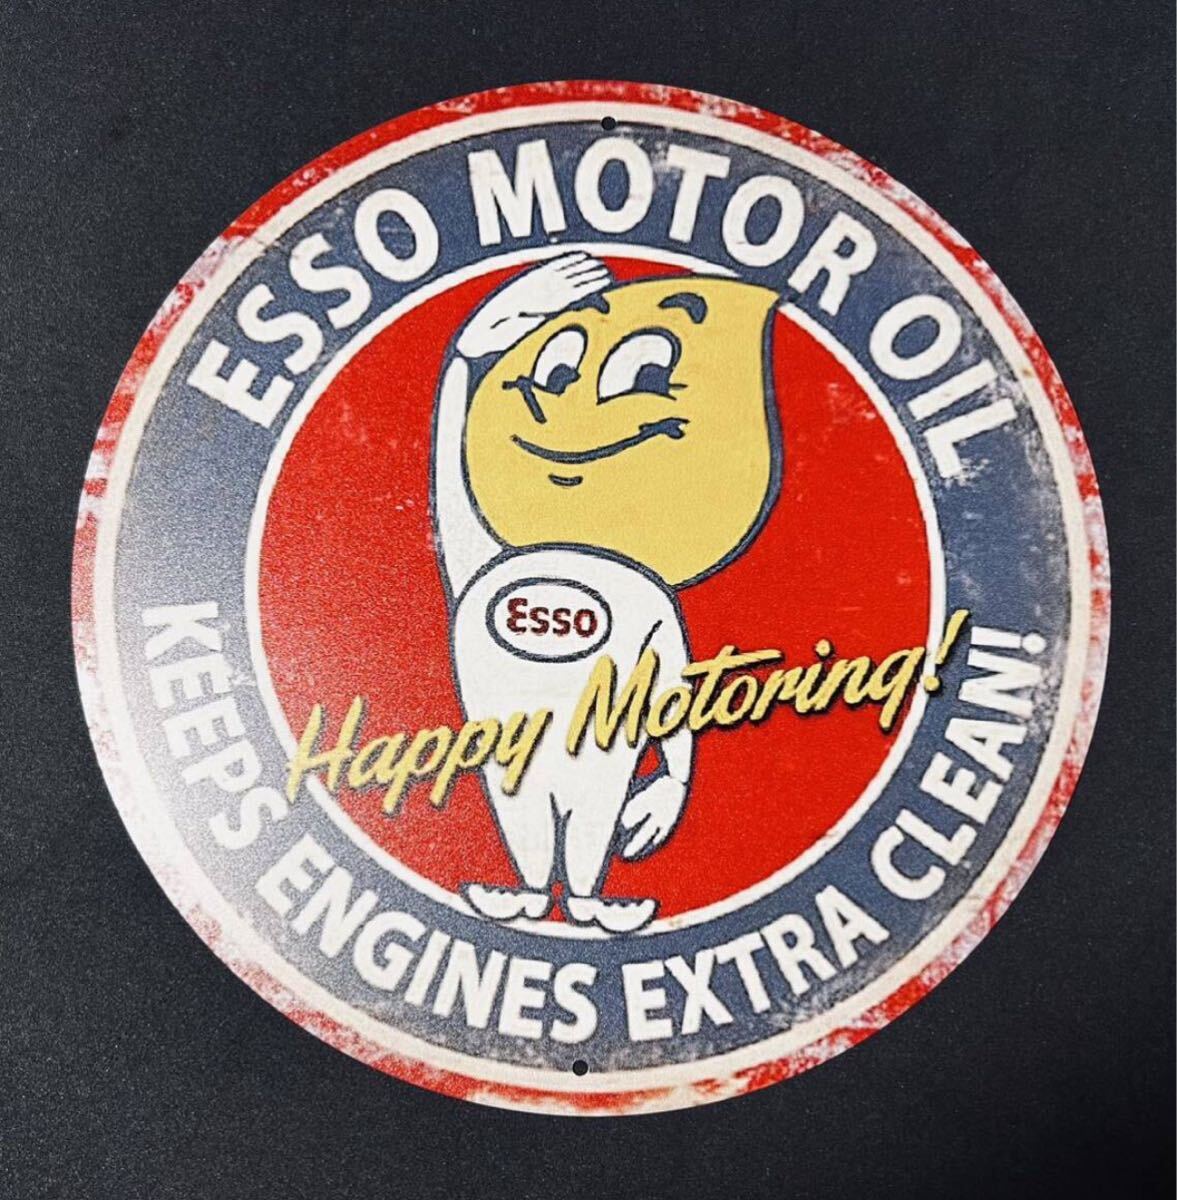 ESSO MOTOR OIL
Esso
Happy Motoring!
KEEPS ENGINES EXTRA CLEAN!